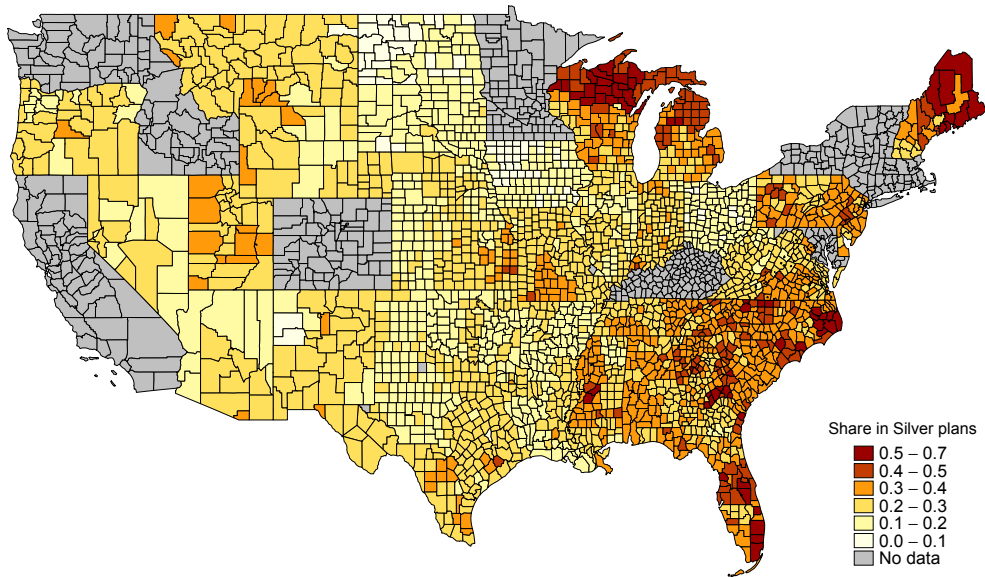 Share in Silver plans
0.5 – 0.7
0.4 – 0.5
0.3 – 0.4
0.2 – 0.3
0.1 – 0.2
0.0 – 0.1
No data